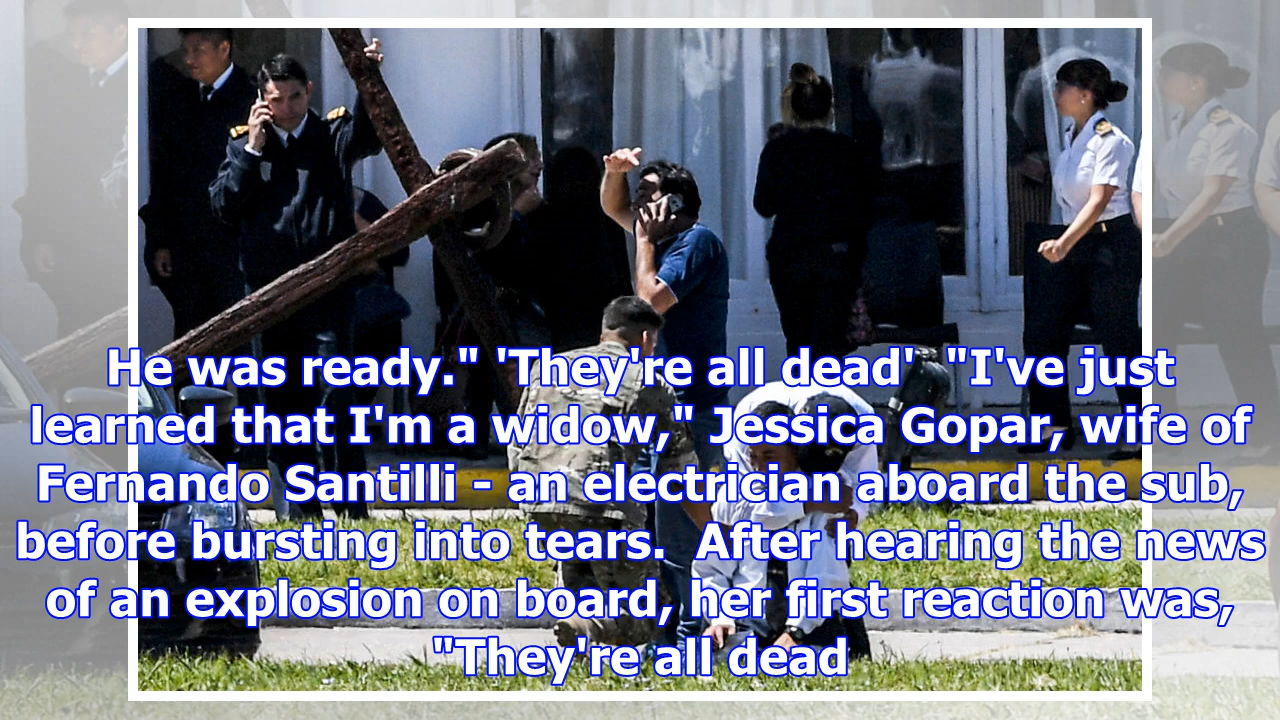 He was ready." 'They're all dead'  "I've just
learned that I'm a widow," Jessica Gopar, wife of
Fernando Santilli - an electrician aboard the sub,
before bursting into tears.  After hearing the news
of an explosion on board, her first reaction was,
"They're all dead